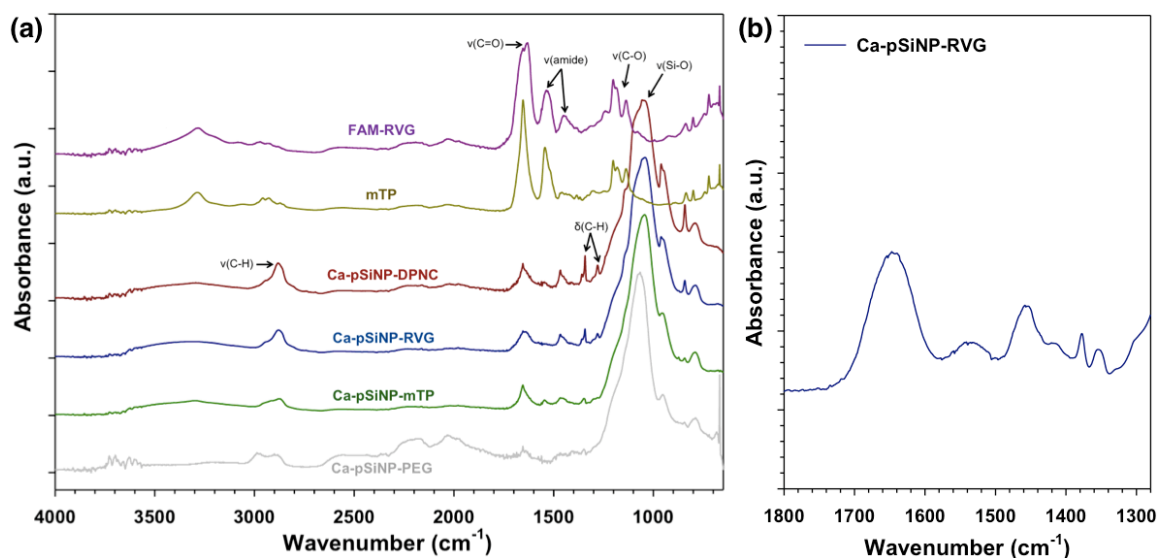 (a)
Absorbance (a.u.)
ν(C=O)
ν(amide)
ν(C-O)
ν(Si-O)
FAM-RVG
mTP
ν(C-H)
δ(C-H)
Ca-pSiNP-DPNC
Ca-pSiNP-RVG
Ca-pSiNP-mTP
Ca-pSiNP-PEG
4000 3500 3000 2500 2000 1500 1000
Wavenumber (cm⁻¹)
(b)
Ca-pSiNP-RVG
Absorbance (a.u.)
1800 1700 1600 1500 1400 1300
Wavenumber (cm⁻¹)